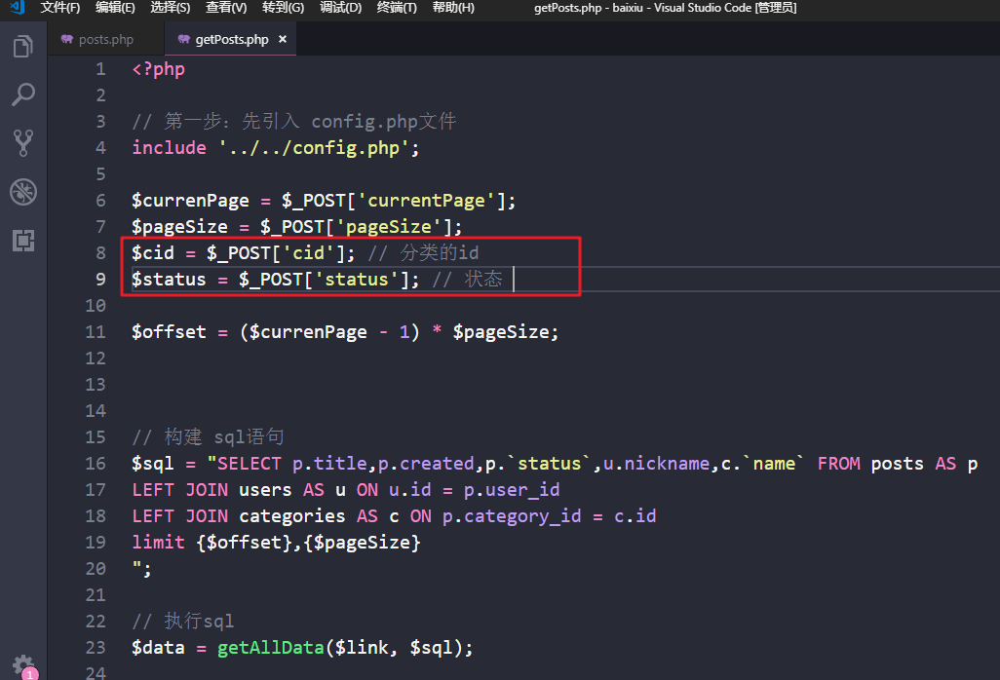 文件(F) 编辑(E) 选择(S) 查看(V) 转到(G) 调试(D) 终端(T) 帮助(H) getPosts.php - baixiu - Visual Studio Code [管理员]
posts.php getPosts.php ×
1 <?php
2
3 // 第一步：先引入 config.php文件
4 include '../../config.php';
5
6 $currenPage = $_POST['currentPage'];
7 $pageSize = $_POST['pageSize'];
8 $cid = $_POST['cid']; // 分类的id
9 $status = $_POST['status']; // 状态
10
11 $offset = ($currenPage - 1) * $pageSize;
12
13
14
15 // 构建 sql语句
16 $sql = "SELECT p.title,p.created,p.`status`,u.nickname,c.`name` FROM posts AS p
17 LEFT JOIN users AS u ON u.id = p.user_id
18 LEFT JOIN categories AS c ON p.category_id = c.id
19 limit {$offset},{$pageSize}
20 ";
21
22 // 执行sql
23 $data = getAllData($link, $sql);
24
1